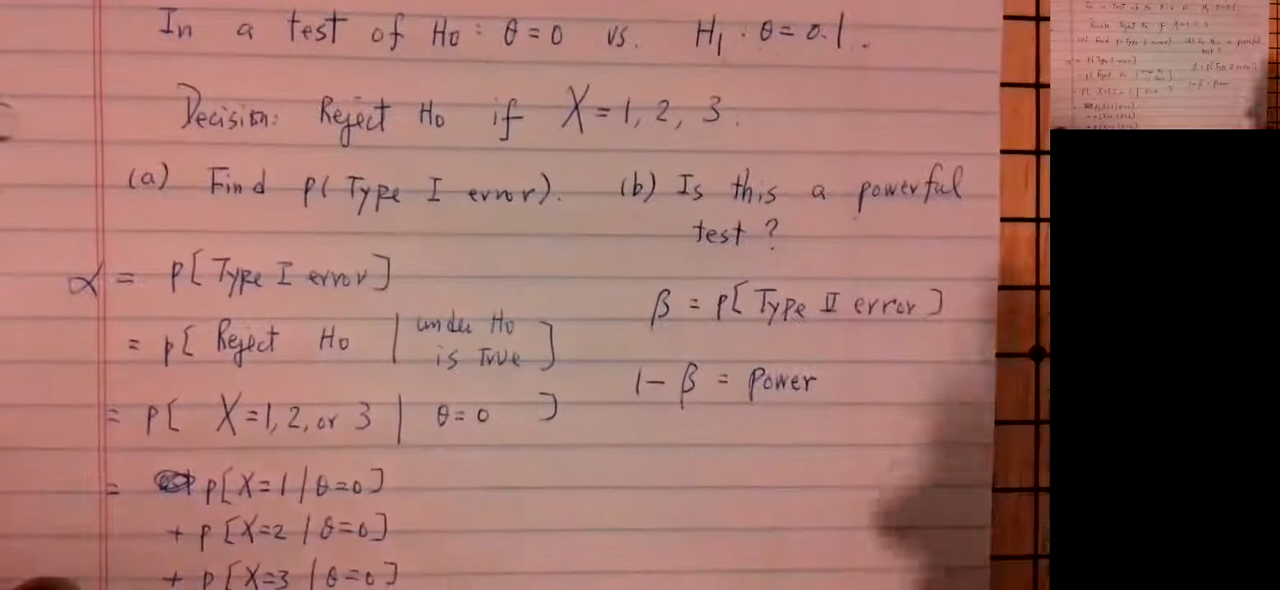 In a test of H0 : θ = 0 vs. H1 : θ = 0.1.
Decision: Reject H0 if X = 1, 2, 3.
(a) Find p( Type I error).
(b) Is this a powerful
test ?
α = p[ Type I error ]
= p[ Reject H0 | under H0
is True ]
= p[ X = 1, 2, or 3 | θ = 0 ]
= p[X=1 | θ=0]
+ p [X=2 | θ=0]
+ p [X=3 | θ=0]
β = p[ Type II error ]
1 - β = Power